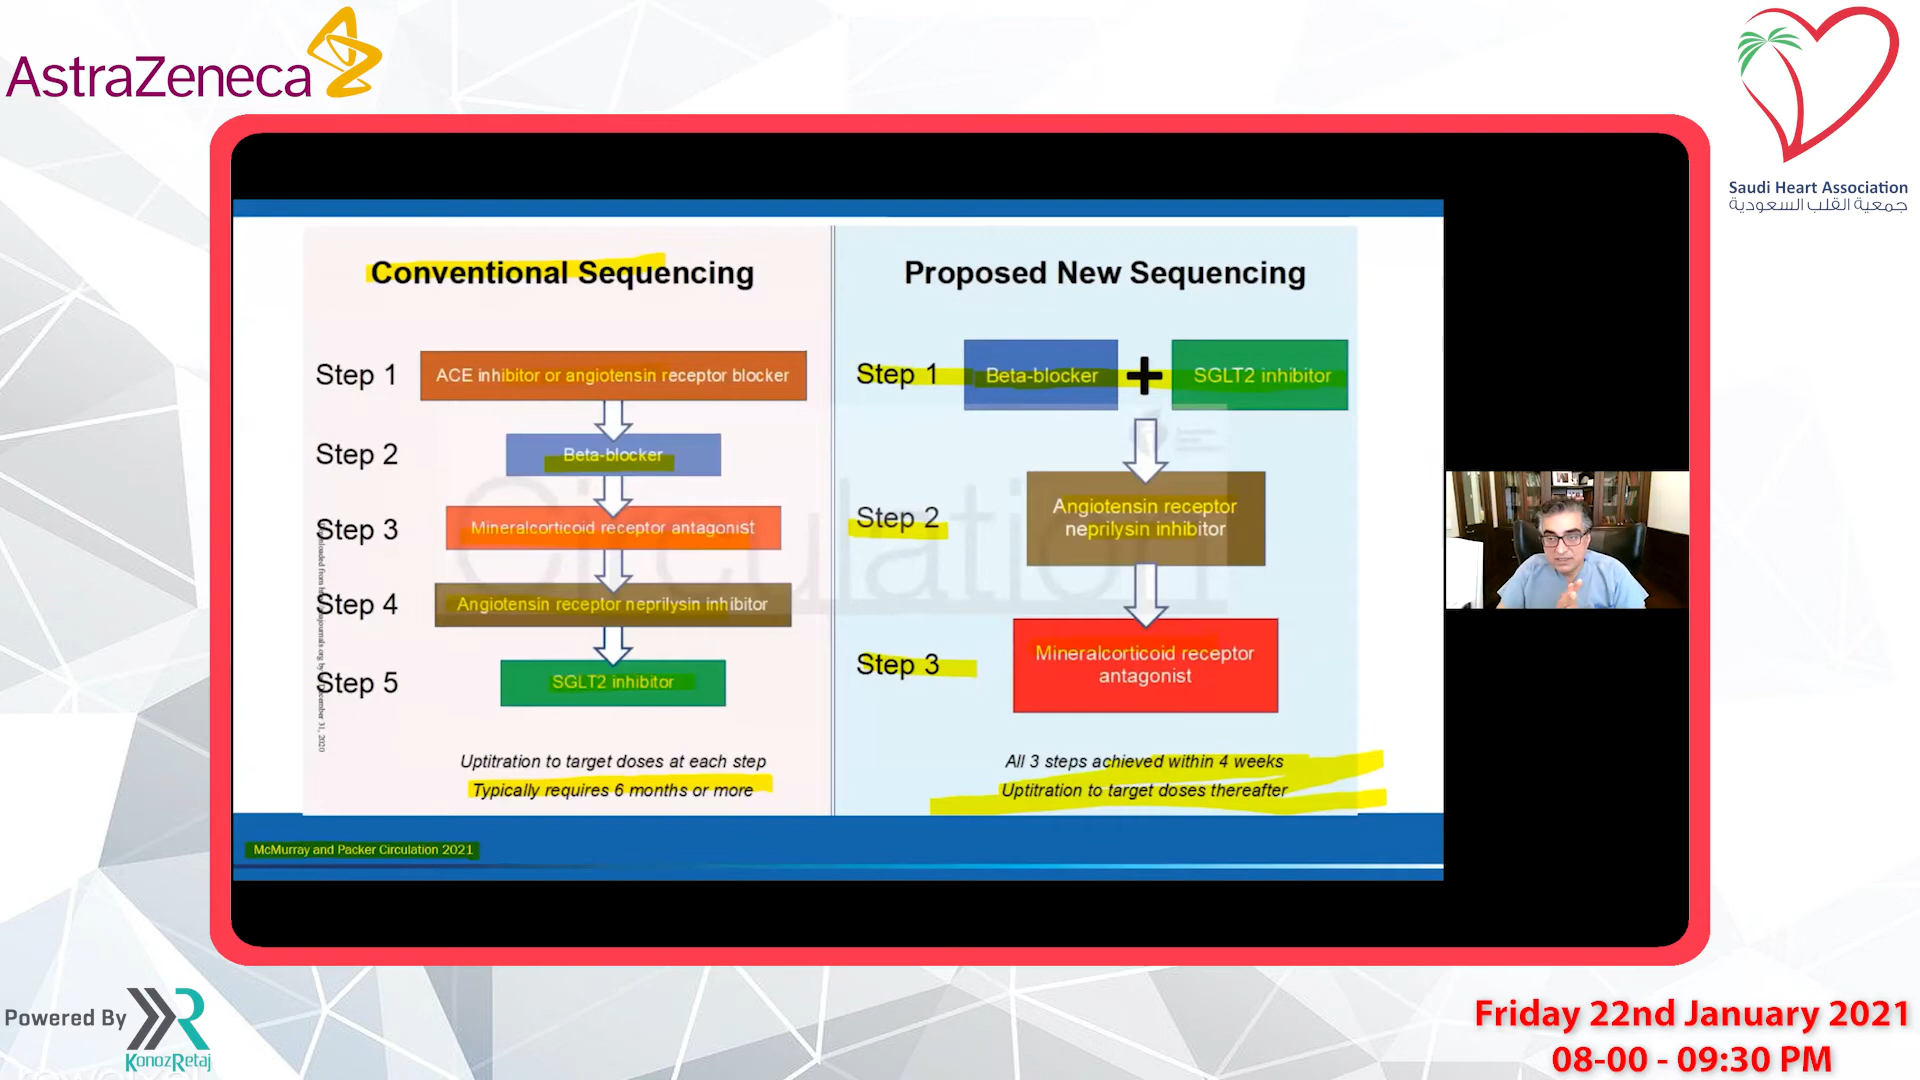 AstraZeneca
Saudi Heart Association
جمعية القلب السعودية
Conventional Sequencing
Step 1
ACE inhibitor or angiotensin receptor blocker
Step 2
Beta-blocker
Step 3
Mineralcorticoid receptor antagonist
Step 4
Angiotensin receptor neprilysin inhibitor
Step 5
SGLT2 inhibitor
Uptitration to target doses at each step
Typically requires 6 months or more
Proposed New Sequencing
Step 1
Beta-blocker + SGLT2 inhibitor
Step 2
Angiotensin receptor
neprilysin inhibitor
Step 3
Mineralcorticoid receptor
antagonist
All 3 steps achieved within 4 weeks
Uptitration to target doses thereafter
Circulation
McMurray and Packer Circulation 2021
Powered By
KonozRetaj
Friday 22nd January 2021
08-00 - 09:30 PM